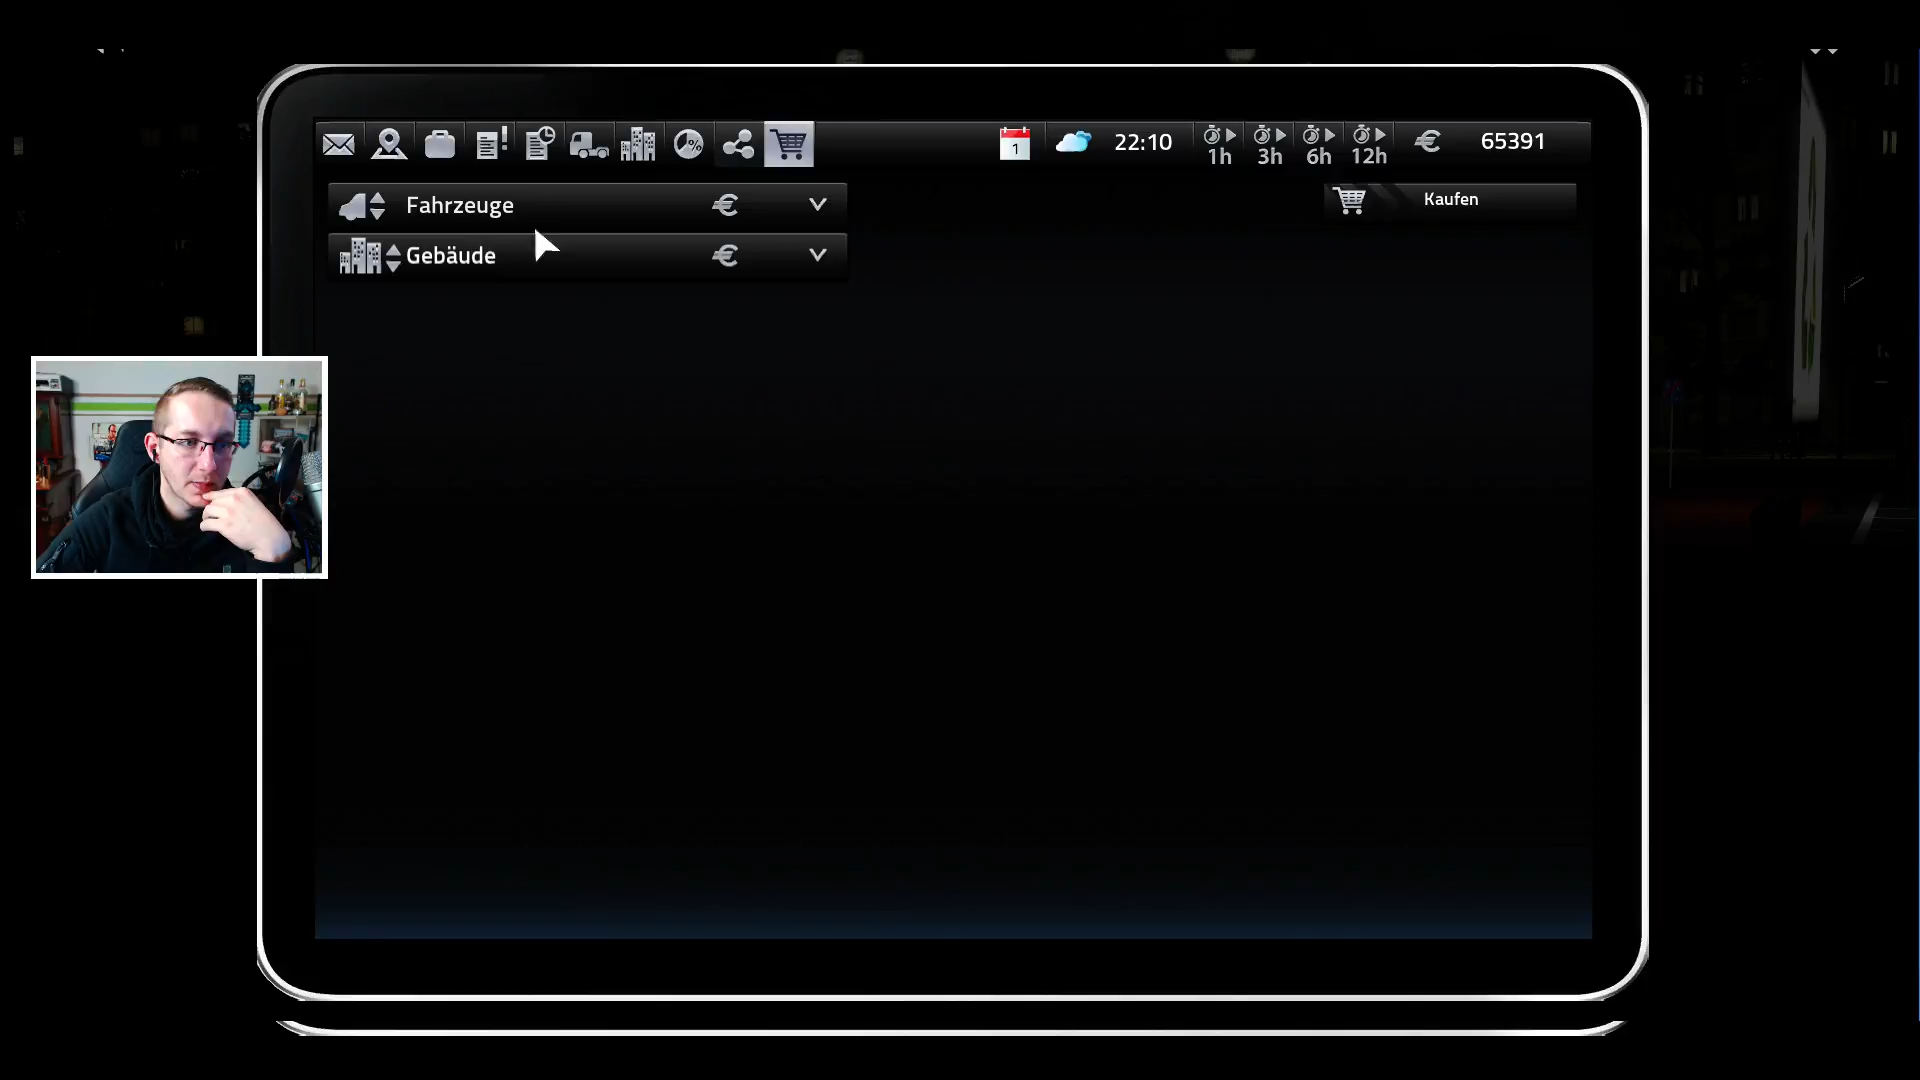 1
22:10
1h
3h
6h
12h
€
65391
Fahrzeuge €
Kaufen
Gebäude €